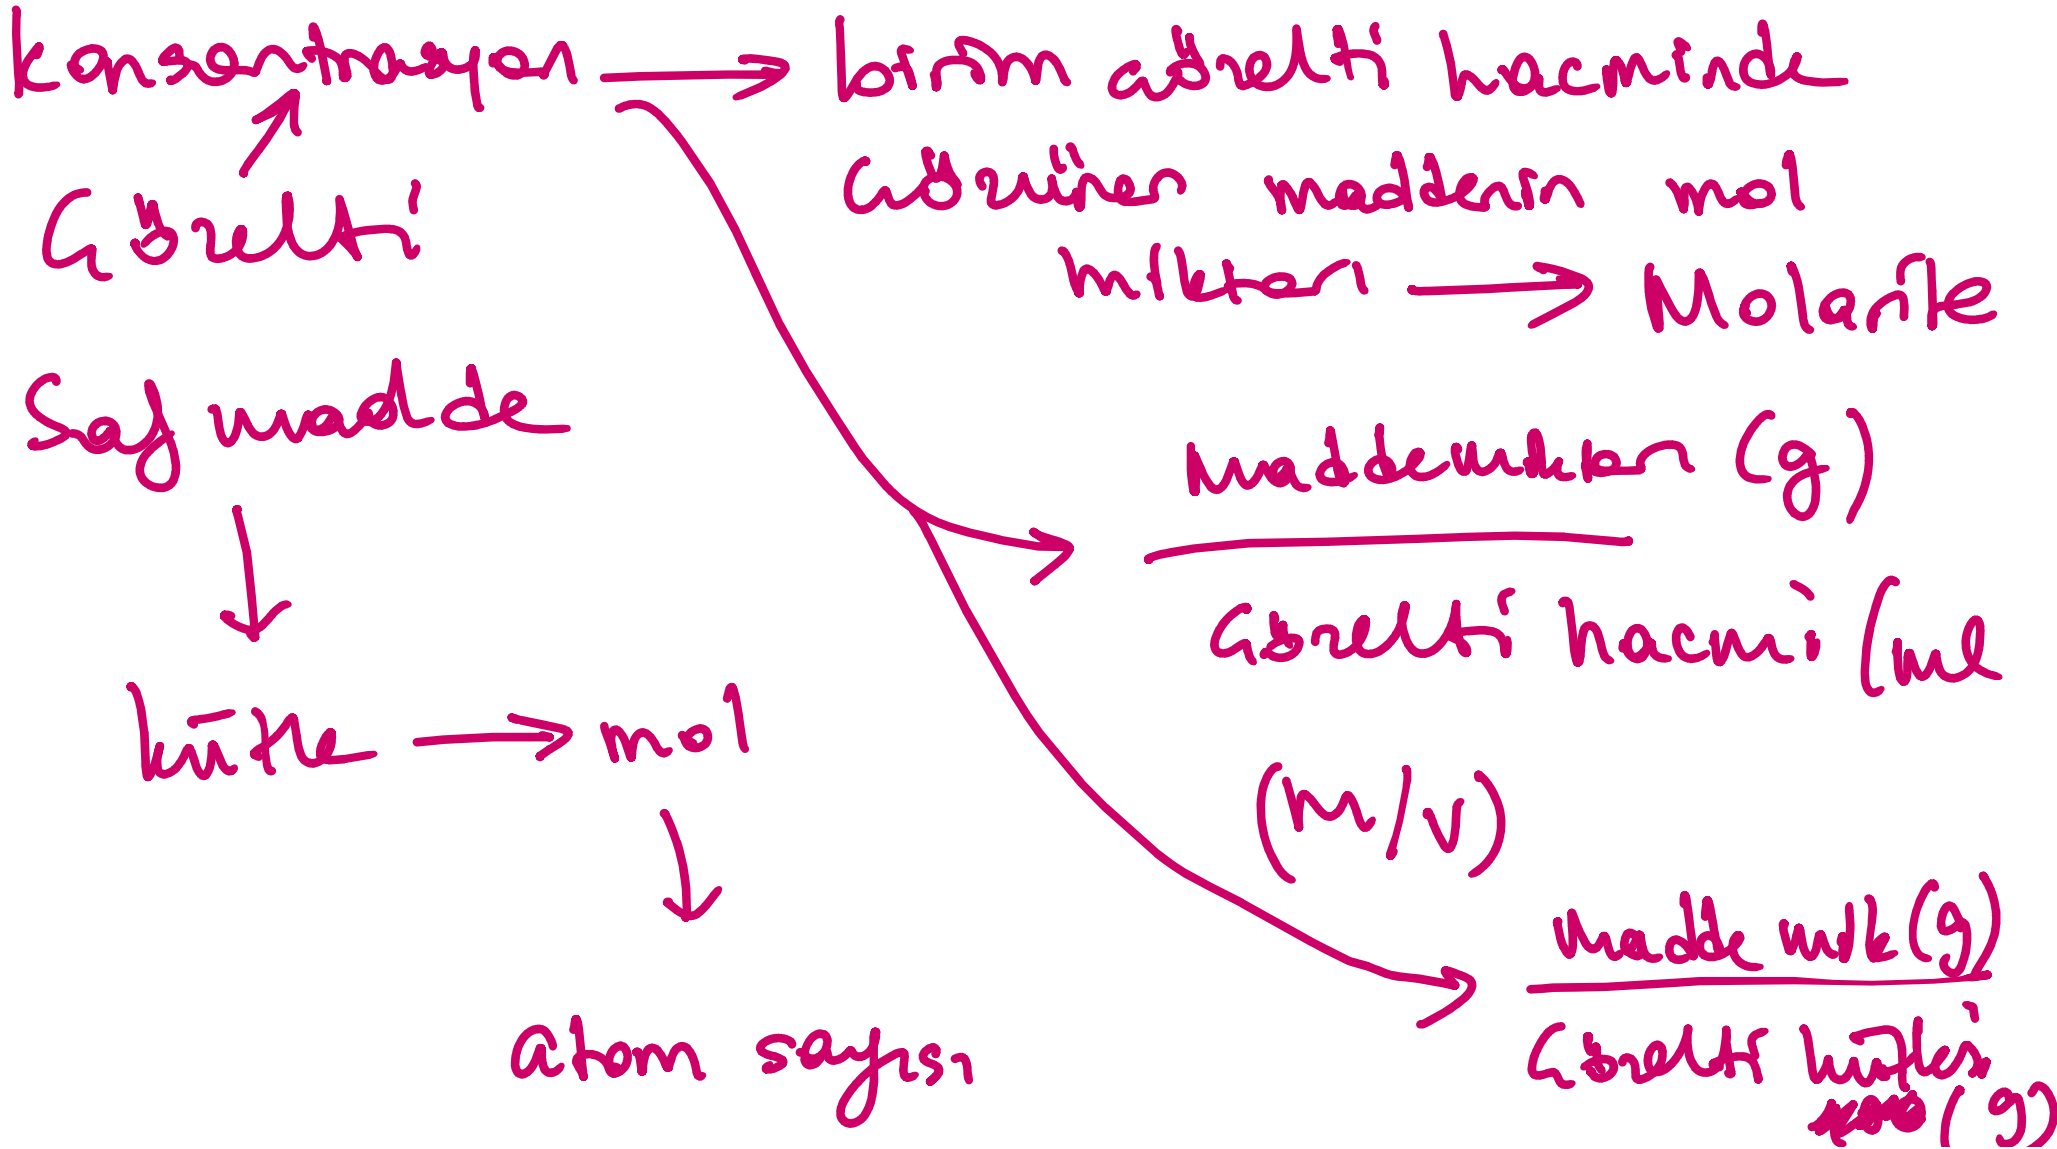 konsantrasyon → birim çözelti hacminde
çözünen maddenin mol
miktarı → Molarite
Çözelti
Saf madde
kütle → mol
atom sayısı
madde miktarı (g)
Çözelti hacmi (ml
(m/v)
madde mik (g)
Çözelti kütlesi
(g)